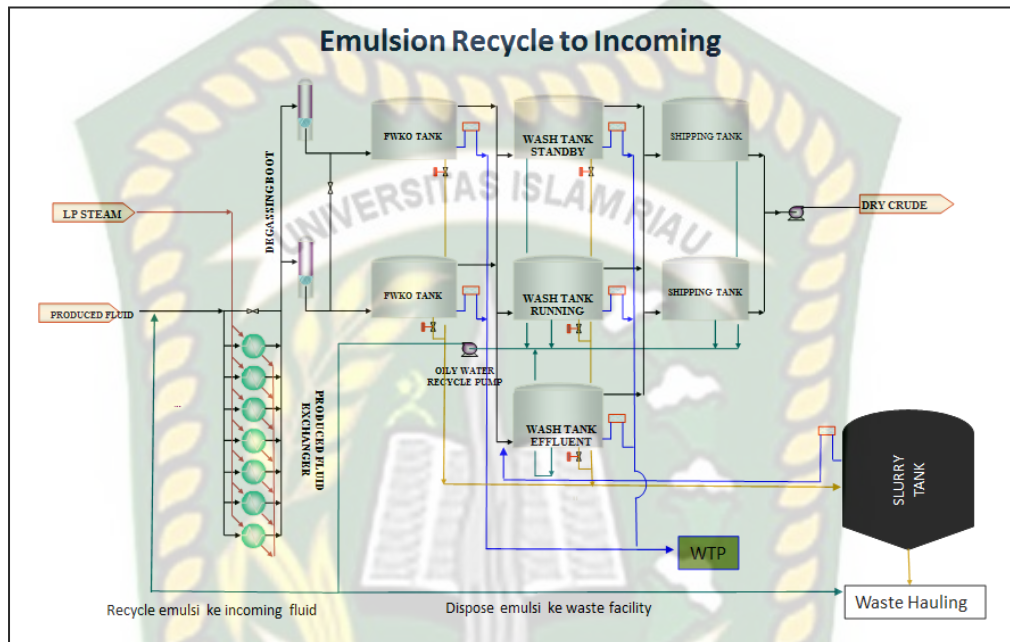 Emulsion Recycle to Incoming
UNIVERSITAS ISLAM RIAU
LP STEAM
PRODUCED FLUID
DEGASSING BOOT
PRODUCED FLUID
EXCHANGER
FWKO TANK
FWKO TANK
WASH TANK
STANDBY
WASH TANK
RUNNING
WASH TANK
EFFLUENT
SHIPPING TANK
SHIPPING TANK
DRY CRUDE
OILY WATER
RECYCLE PUMP
...
SLURRY
TANK
WTP
Waste Hauling
Recycle emulsi ke incoming fluid
Dispose emulsi ke waste facility